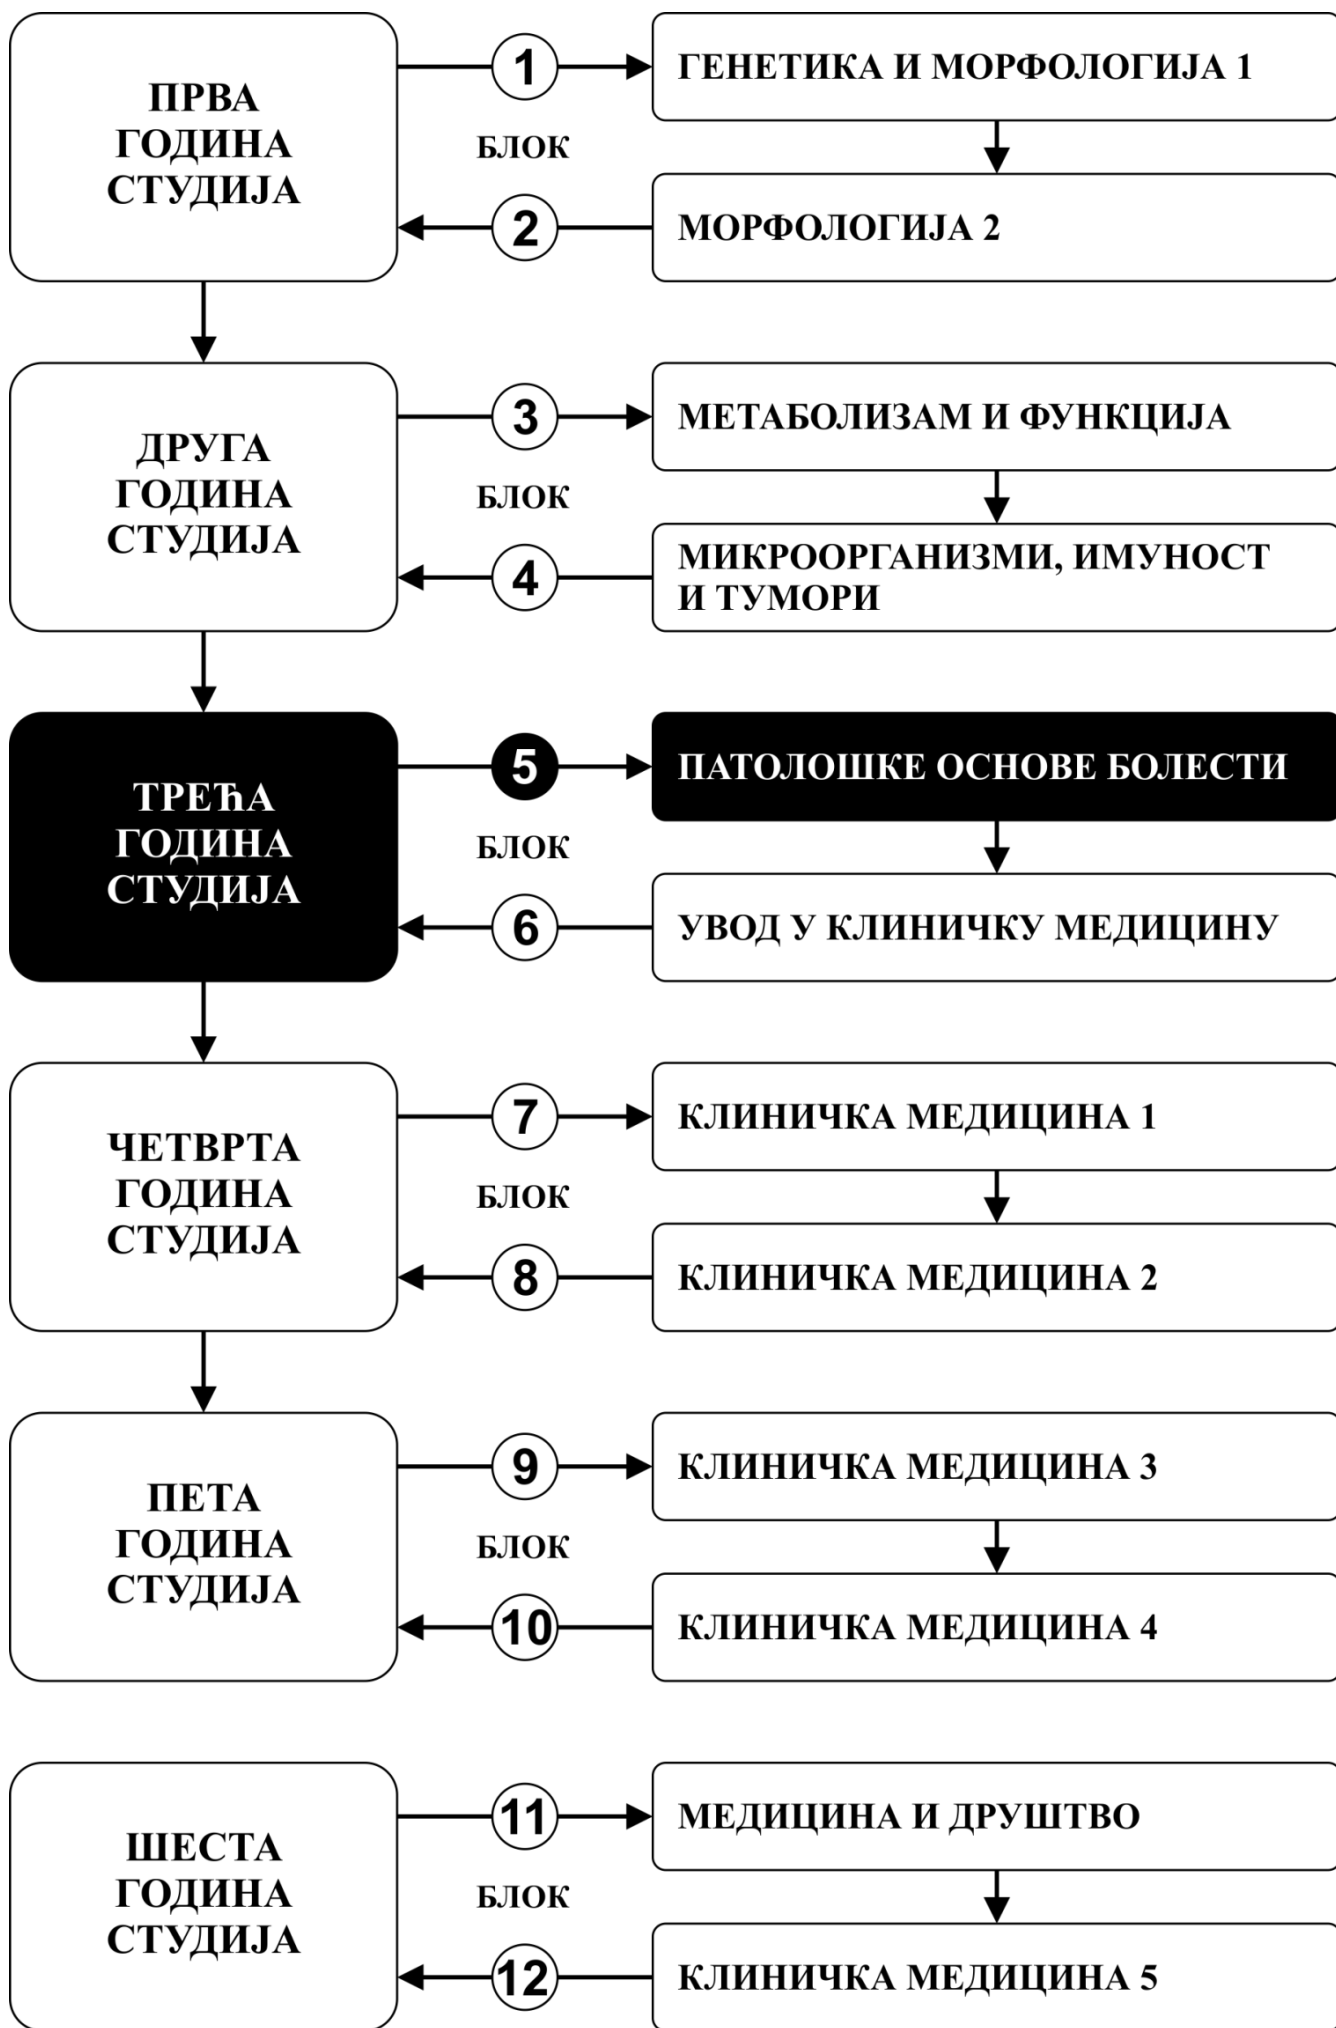 ПРВА
ГОДИНА
СТУДИЈА
1
БЛОК
2
ГЕНЕТИКА И МОРФОЛОГИЈА 1
МОРФОЛОГИЈА 2
ДРУГА
ГОДИНА
СТУДИЈА
3
БЛОК
4
МЕТАБОЛИЗАМ И ФУНКЦИЈА
МИКРООРГАНИЗМИ, ИМУНОСТ
И ТУМОРИ
ТРЕЋА
ГОДИНА
СТУДИЈА
5
БЛОК
6
ПАТОЛОШКЕ ОСНОВЕ БОЛЕСТИ
УВОД У КЛИНИЧКУ МЕДИЦИНУ
ЧЕТВРТА
ГОДИНА
СТУДИЈА
7
БЛОК
8
КЛИНИЧКА МЕДИЦИНА 1
КЛИНИЧКА МЕДИЦИНА 2
ПЕТА
ГОДИНА
СТУДИЈА
9
БЛОК
10
КЛИНИЧКА МЕДИЦИНА 3
КЛИНИЧКА МЕДИЦИНА 4
ШЕСТА
ГОДИНА
СТУДИЈА
11
БЛОК
12
МЕДИЦИНА И ДРУШТВО
КЛИНИЧКА МЕДИЦИНА 5